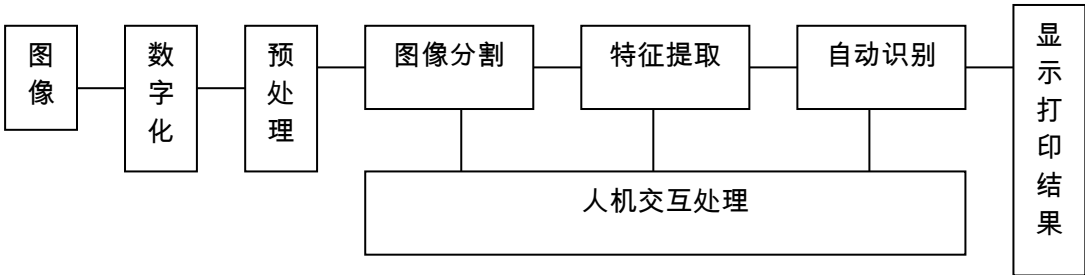 图像
数字化
预处理
图像分割
特征提取
自动识别
显示打印结果
人机交互处理